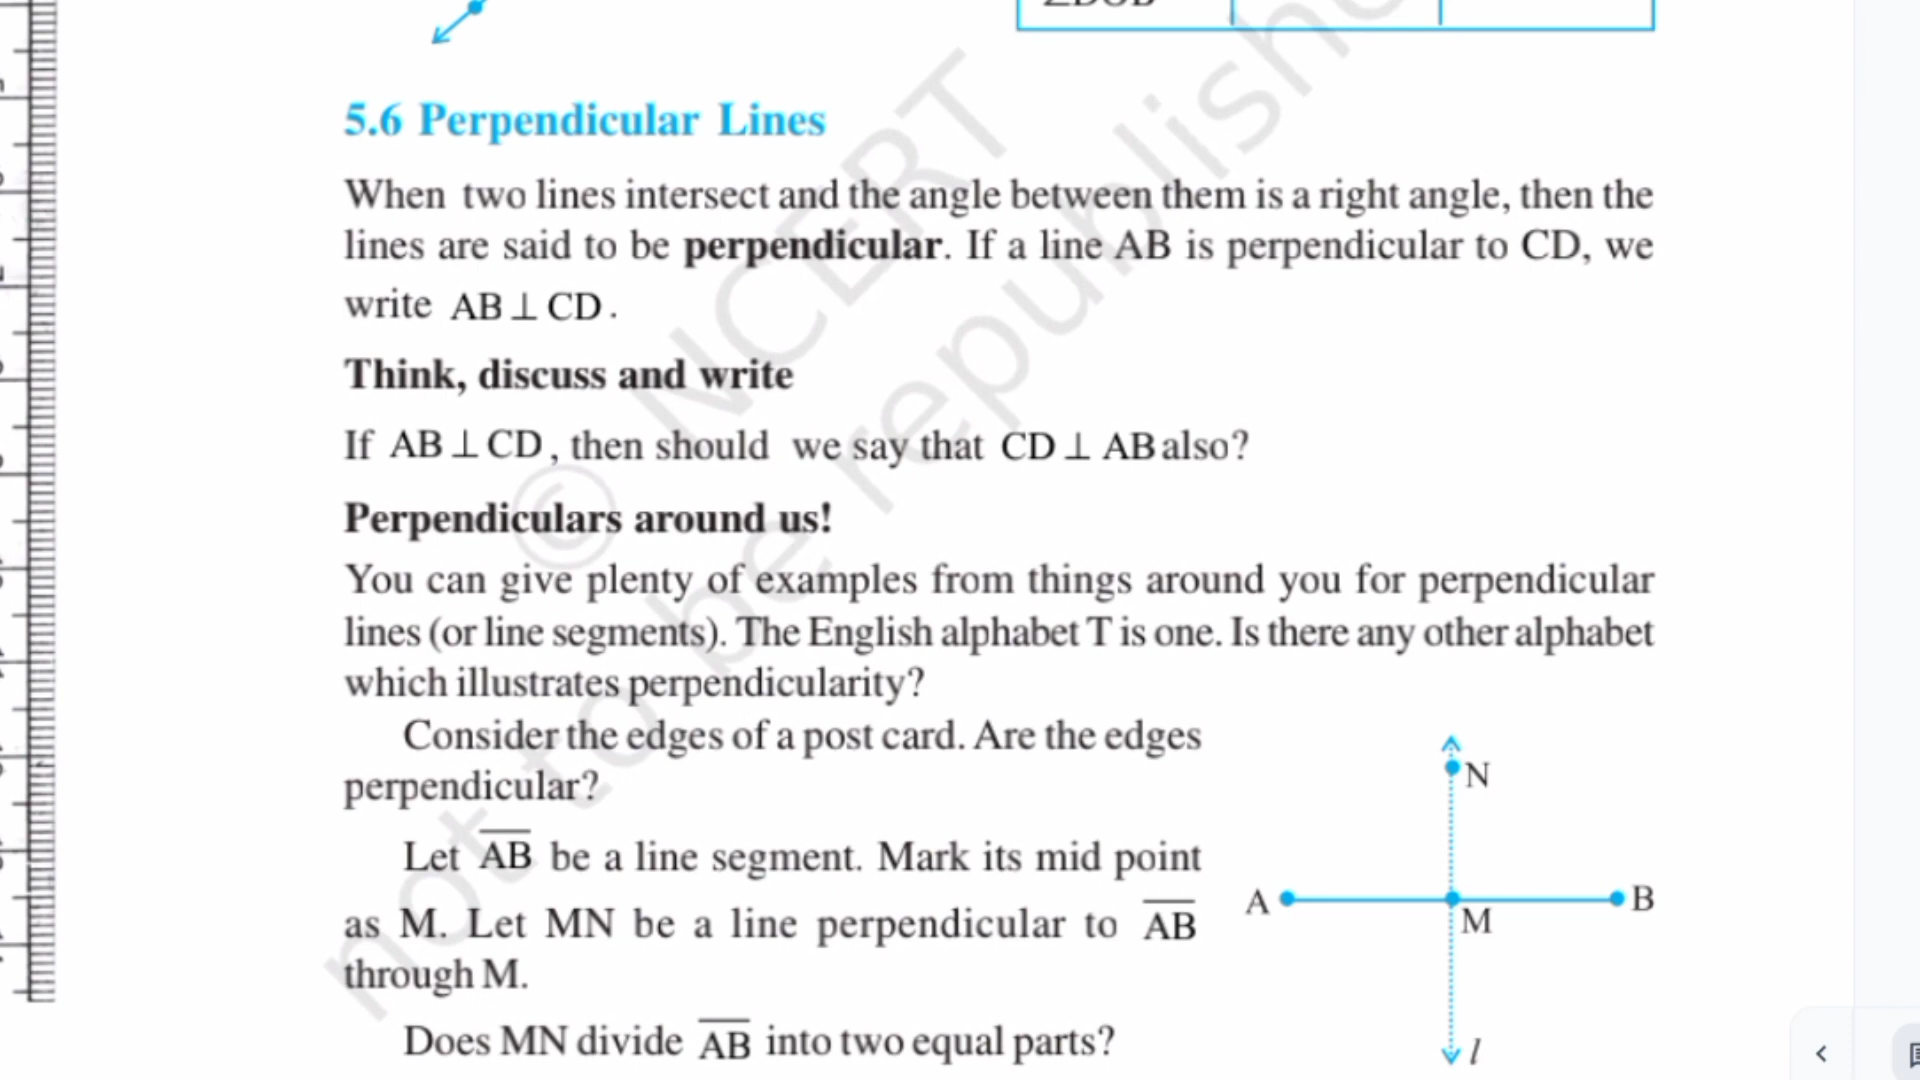 5.6 Perpendicular Lines
When two lines intersect and the angle between them is a right angle, then the
lines are said to be perpendicular. If a line AB is perpendicular to CD, we
write AB ⊥ CD.
Think, discuss and write
If AB ⊥ CD, then should we say that CD ⊥ AB also?
Perpendiculars around us!
You can give plenty of examples from things around you for perpendicular
lines (or line segments). The English alphabet T is one. Is there any other alphabet
which illustrates perpendicularity?
Consider the edges of a post card. Are the edges
perpendicular?
Let A̅B̅ be a line segment. Mark its mid point
as M. Let MN be a line perpendicular to A̅B̅
through M.
Does MN divide A̅B̅ into two equal parts?
N
A
B
M
l
© NCERT
not to be republishe